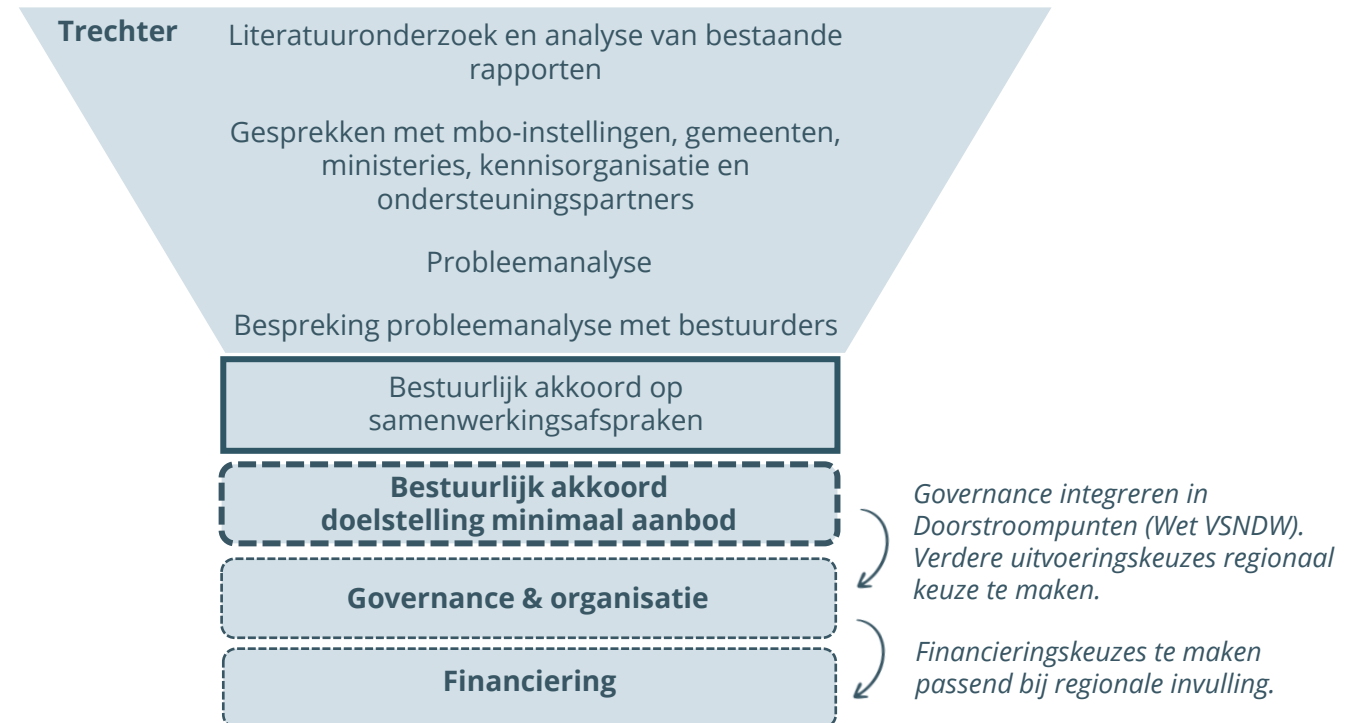 Trechter
Literatuuronderzoek en analyse van bestaande
rapporten
Gesprekken met mbo-instellingen, gemeenten,
ministeries, kennisorganisatie en
ondersteuningspartners
Probleemanalyse
Bespreking probleemanalyse met bestuurders
Bestuurlijk akkoord op
samenwerkingsafspraken
Bestuurlijk akkoord
doelstelling minimaal aanbod
Governance integreren in
Doorstroompunten (Wet VSNDW).
Verdere uitvoeringskeuzes regionaal
keuze te maken.
Governance & organisatie
Financieringskeuzes te maken
passend bij regionale invulling.
Financiering